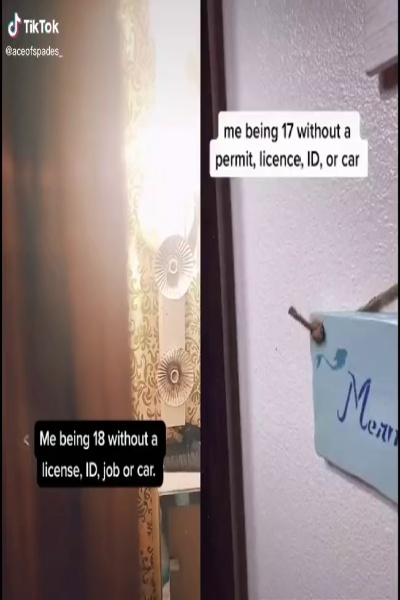 TikTok
@aceofspades_
me being 17 without a
permit, licence, ID, or car
Me being 18 without a
license, ID, job or car.